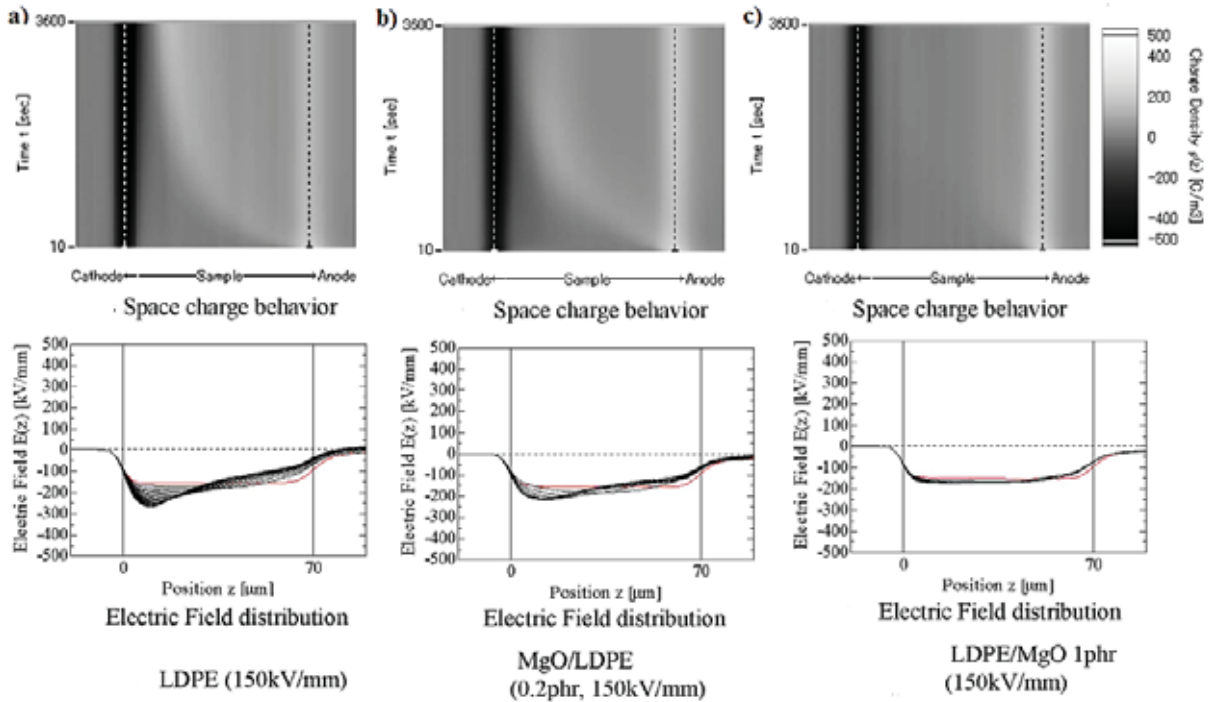 a)
3600
Time t [sec]
10
Cathode
Sample
Anode
Space charge behavior
b)
3600
Time t [sec]
10
Cathode
Sample
Anode
Space charge behavior
c)
3600
Time t [sec]
10
Cathode
Sample
Anode
Space charge behavior
500
400
200
0
-200
-400
-500
Charge Density ρ(z) [C/m3]
Electric Field E(z) [kV/mm]
500
400
300
200
100
0
-100
-200
-300
-400
-500
0
70
Position z [μm]
Electric Field distribution
LDPE (150kV/mm)
Electric Field E(z) [kV/mm]
500
400
300
200
100
0
-100
-200
-300
-400
-500
0
70
Position z [μm]
Electric Field distribution
MgO/LDPE
(0.2phr, 150kV/mm)
Electric Field E(z) [kV/mm]
500
400
300
200
100
0
-100
-200
-300
-400
-500
0
70
Position z [μm]
Electric Field distribution
LDPE/MgO 1phr
(150kV/mm)